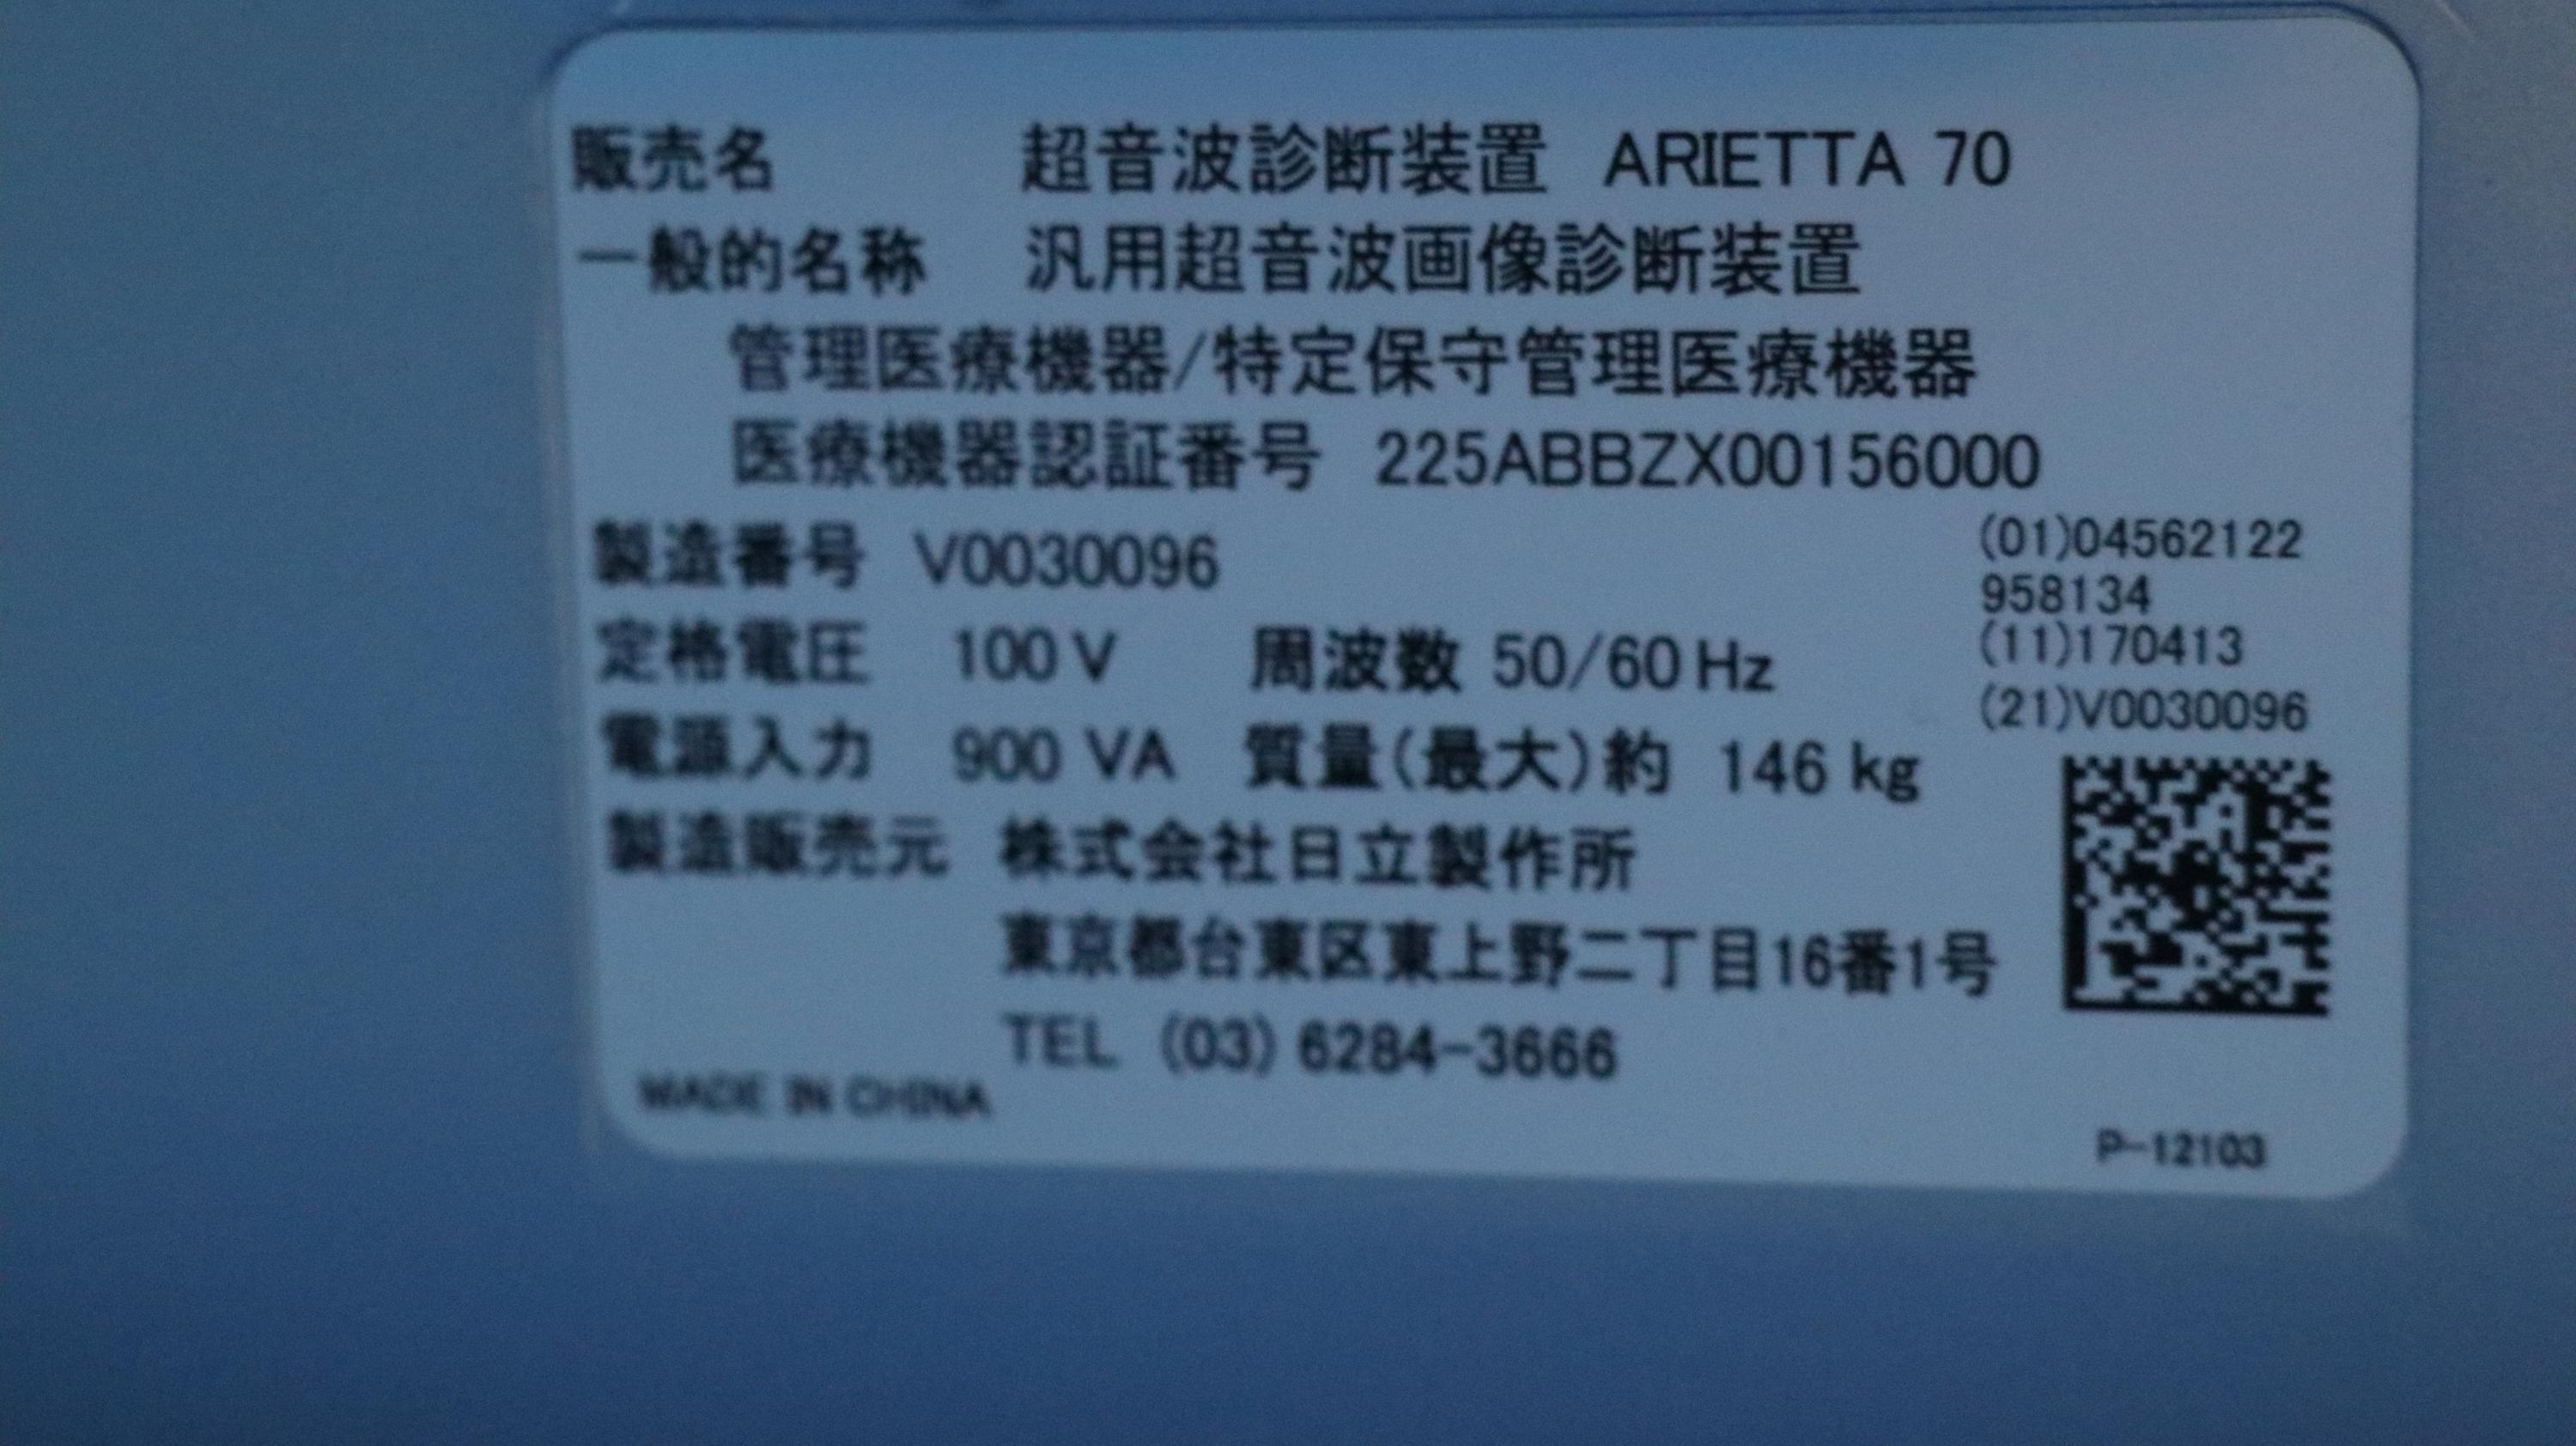 販売名 超音波診断装置 ARIETTA 70
一般的名称 汎用超音波画像診断装置
管理医療機器/特定保守管理医療機器
医療機器認証番号 225ABBZX00156000
製造番号 V0030096
(01)04562122
958134
(11)170413
(21)V0030096
定格電圧 100 V 周波数 50/60 Hz
電源入力 900 VA 質量(最大)約 146 kg
製造販売元 株式会社日立製作所
東京都台東区東上野二丁目16番1号
TEL (03) 6284-3666
MADE IN CHINA
P-12103